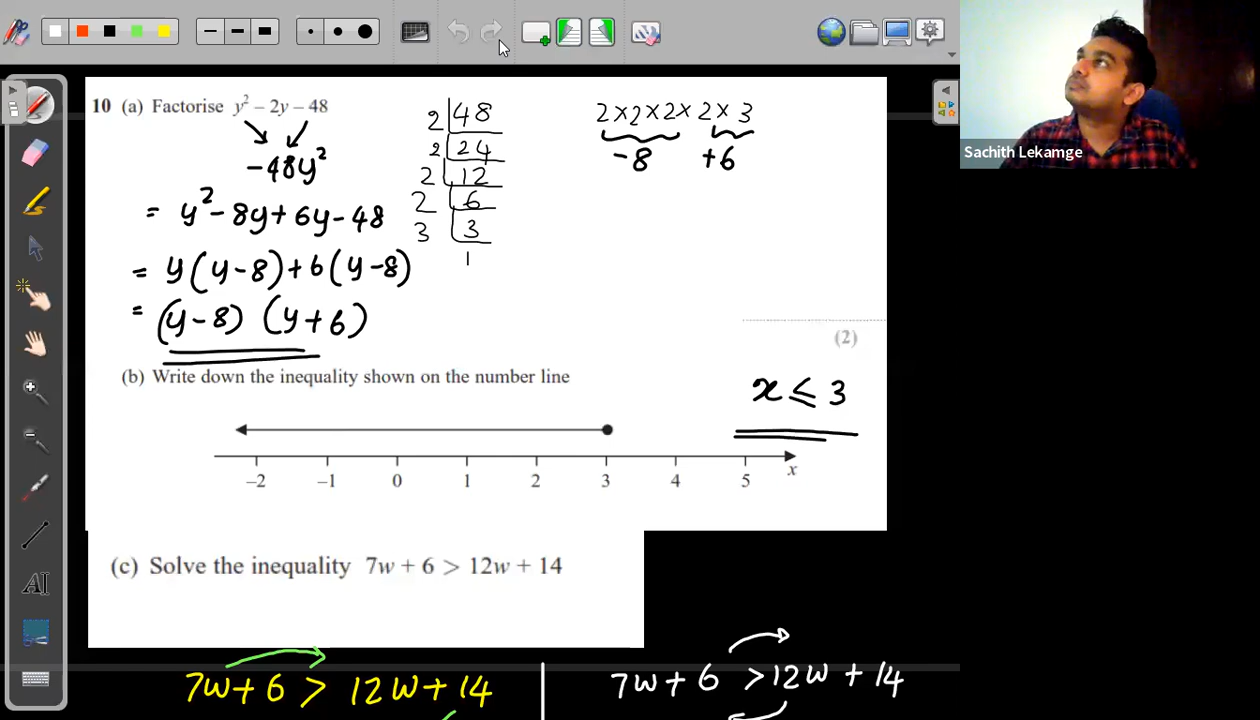 10 (a) Factorise y² – 2y – 48
-48y²
= y² - 8y + 6y - 48
= y(y-8)+6(y-8)
= (y-8) (y+6)
2 48
2 24
2 12
2 6
3 3
1
2×2×2×2×3
-8 +6
(2)
(b) Write down the inequality shown on the number line
x ≤ 3
–2 –1 0 1 2 3 4 5 x
(c) Solve the inequality 7w + 6 > 12w + 14
7w+6 > 12w+14
7w+6 >12w + 14
Sachith Lekamge
AI